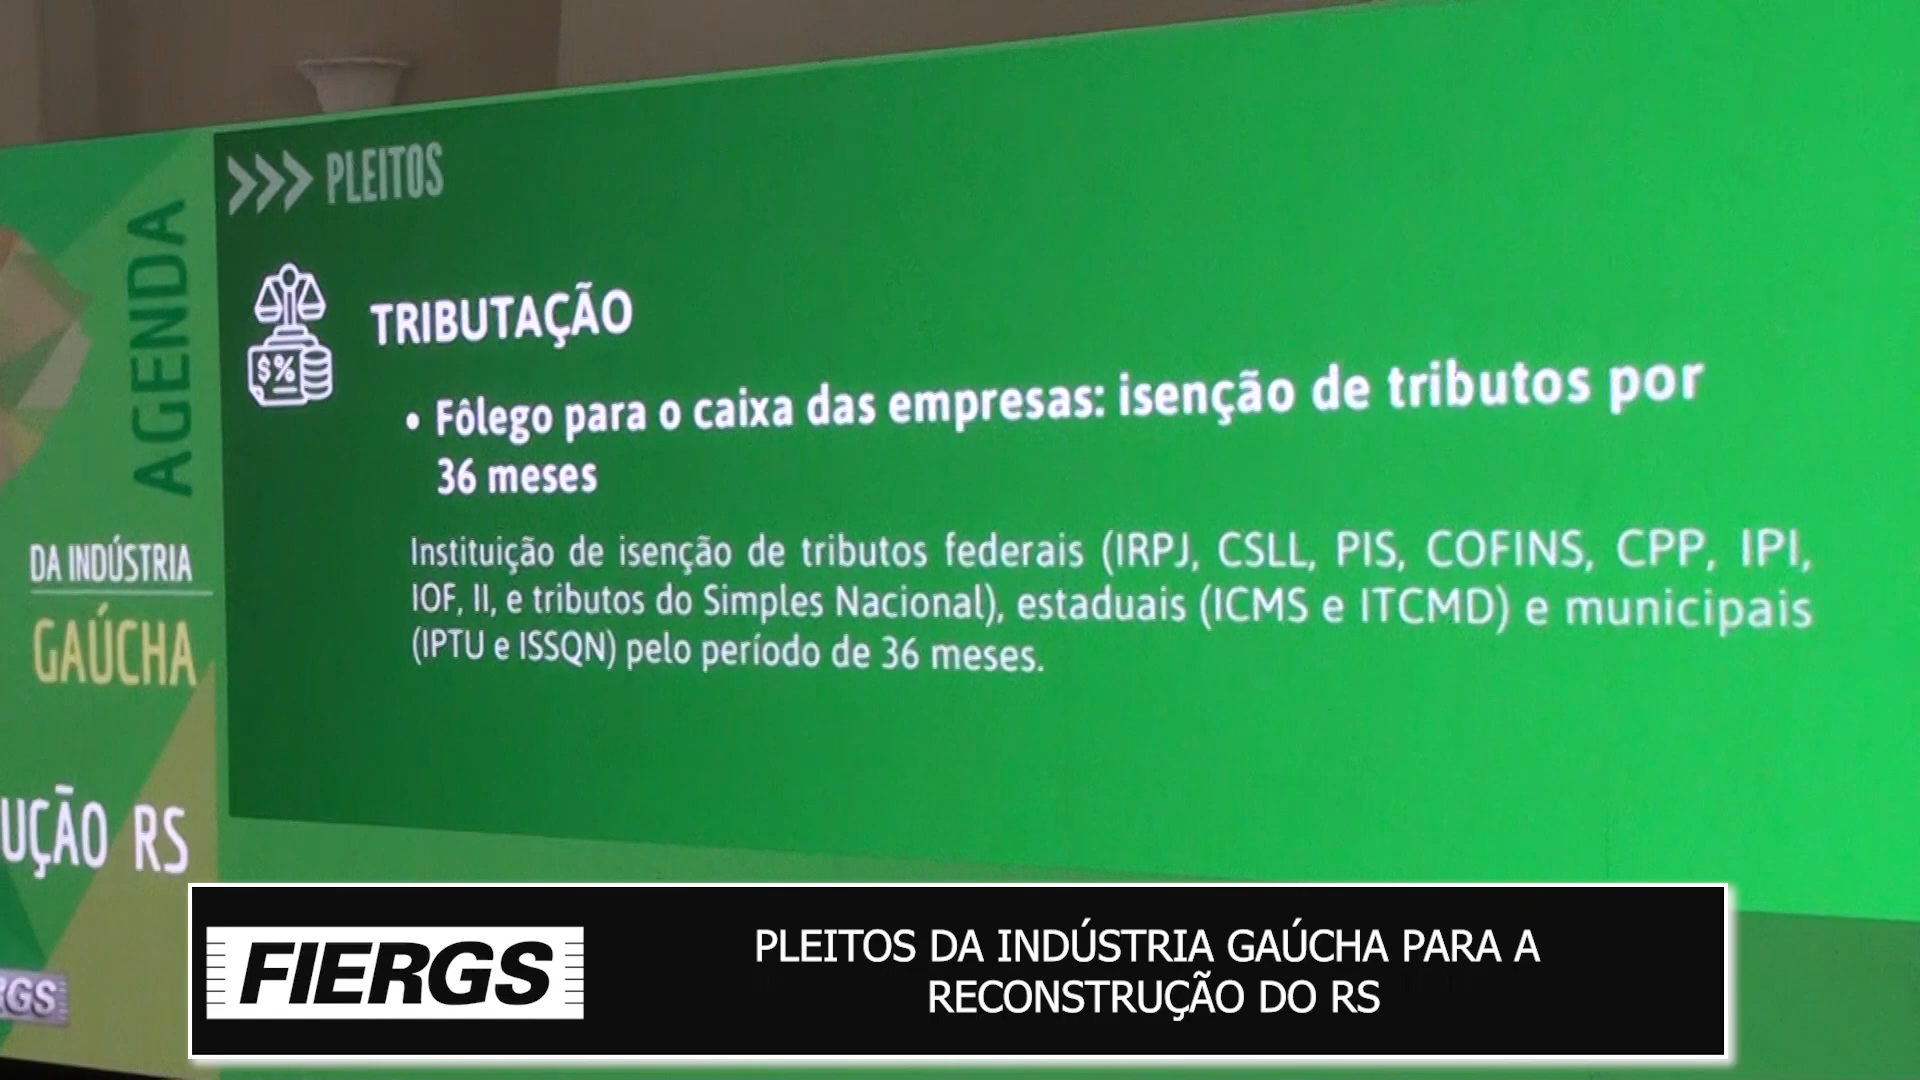 PLEITOS
AGENDA
DA INDÚSTRIA
GAÚCHA
UÇÃO RS
GS
TRIBUTAÇÃO
$%
• Fôlego para o caixa das empresas: isenção de tributos por
36 meses
Instituição de isenção de tributos federais (IRPJ, CSLL, PIS, COFINS, CPP, IPI,
IOF, II, e tributos do Simples Nacional), estaduais (ICMS e ITCMD) e municipais
(IPTU e ISSQN) pelo período de 36 meses.
FIERGS
PLEITOS DA INDÚSTRIA GAÚCHA PARA A
RECONSTRUÇÃO DO RS